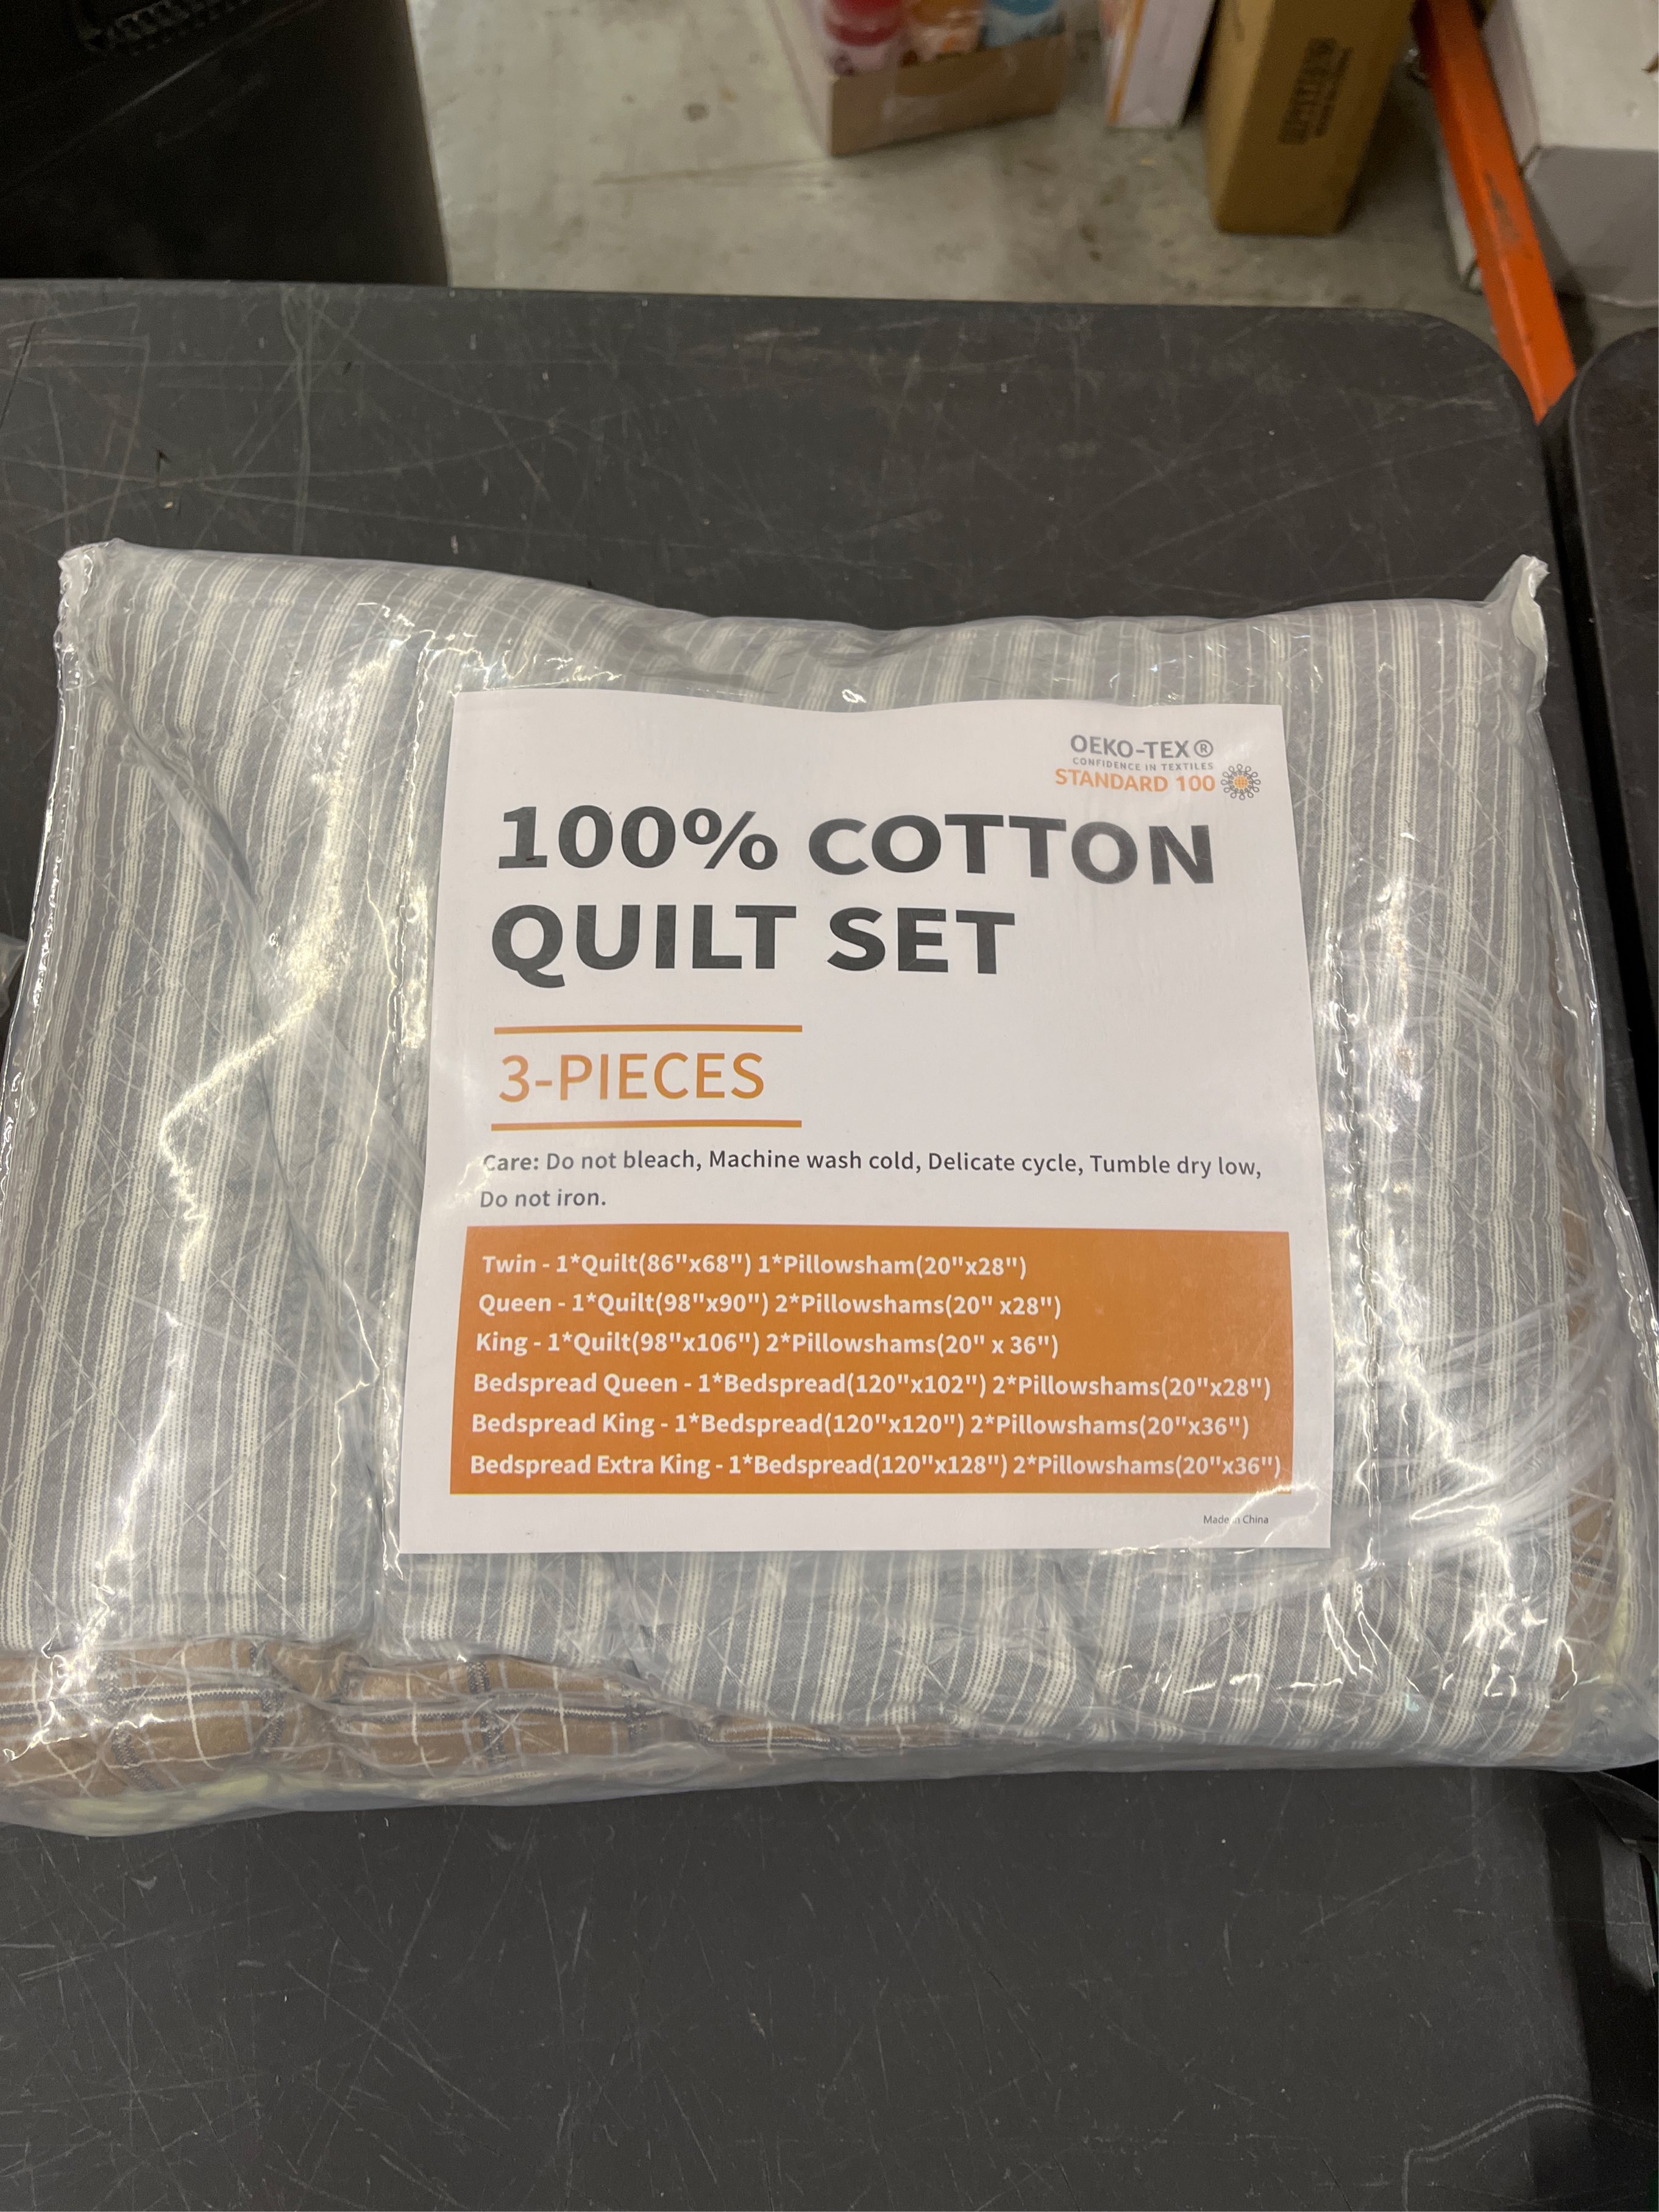 OEKO-TEX®
CONFIDENCE IN TEXTILES
STANDARD 100
100% COTTON
QUILT SET
3-PIECES
Care: Do not bleach, Machine wash cold, Delicate cycle, Tumble dry low,
Do not iron.
Twin - 1*Quilt(86"x68") 1*Pillowsham(20"x28")
Queen - 1*Quilt(98"x90") 2*Pillowshams(20" x28")
King - 1*Quilt(98"x106") 2*Pillowshams(20" x 36")
Bedspread Queen - 1*Bedspread(120"x102") 2*Pillowshams(20"x28")
Bedspread King - 1*Bedspread(120"x120") 2*Pillowshams(20"x36")
Bedspread Extra King - 1*Bedspread(120"x128") 2*Pillowshams(20"x36")
Made in China